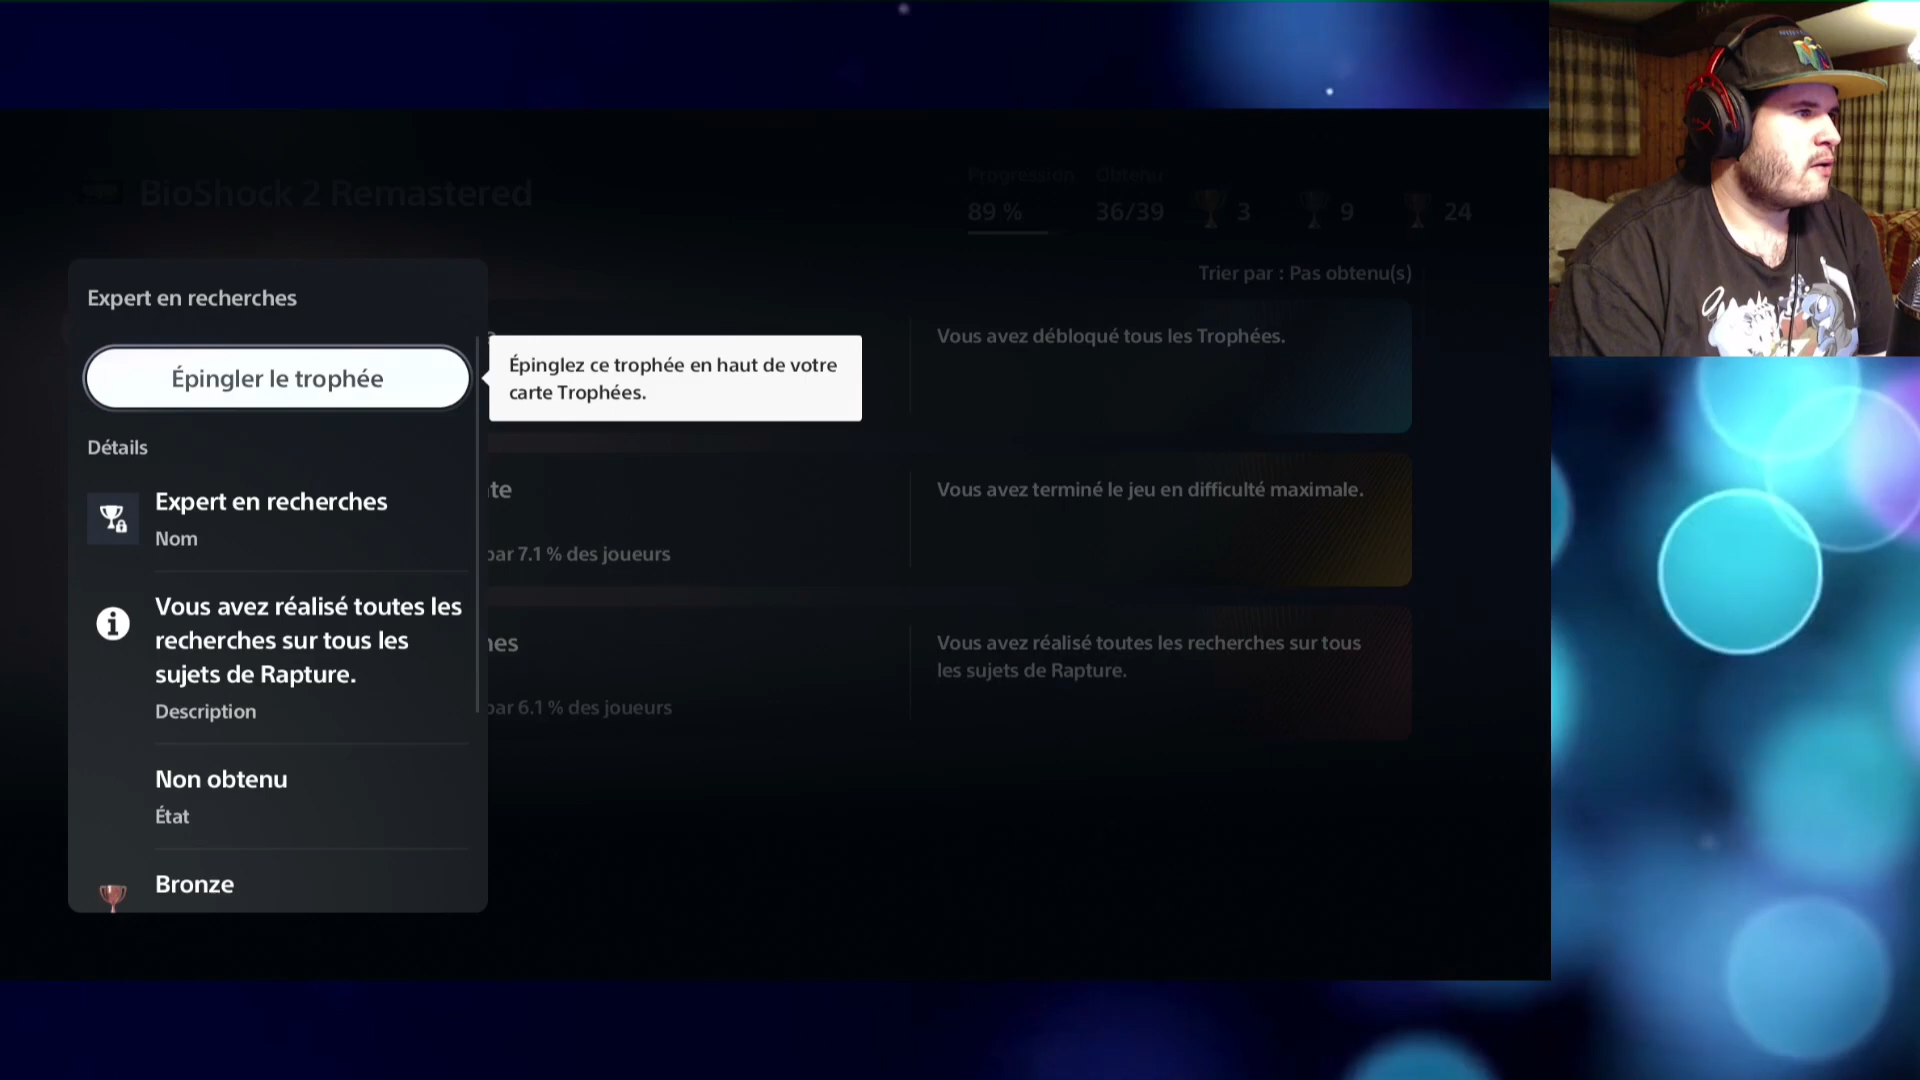 BioShock 2 Remastered
Progression
Obtenu
89 %
36/39
3
9
24
Trier par : Pas obtenu(s)
Expert en recherches
Épingler le trophée
Épinglez ce trophée en haut de votre
carte Trophées.
Vous avez débloqué tous les Trophées.
Détails
Expert en recherches
Nom
Vous avez réalisé toutes les
recherches sur tous les
sujets de Rapture.
Description
Non obtenu
État
Bronze
te
par 7.1 % des joueurs
Vous avez terminé le jeu en difficulté maximale.
nes
par 6.1 % des joueurs
Vous avez réalisé toutes les recherches sur tous
les sujets de Rapture.